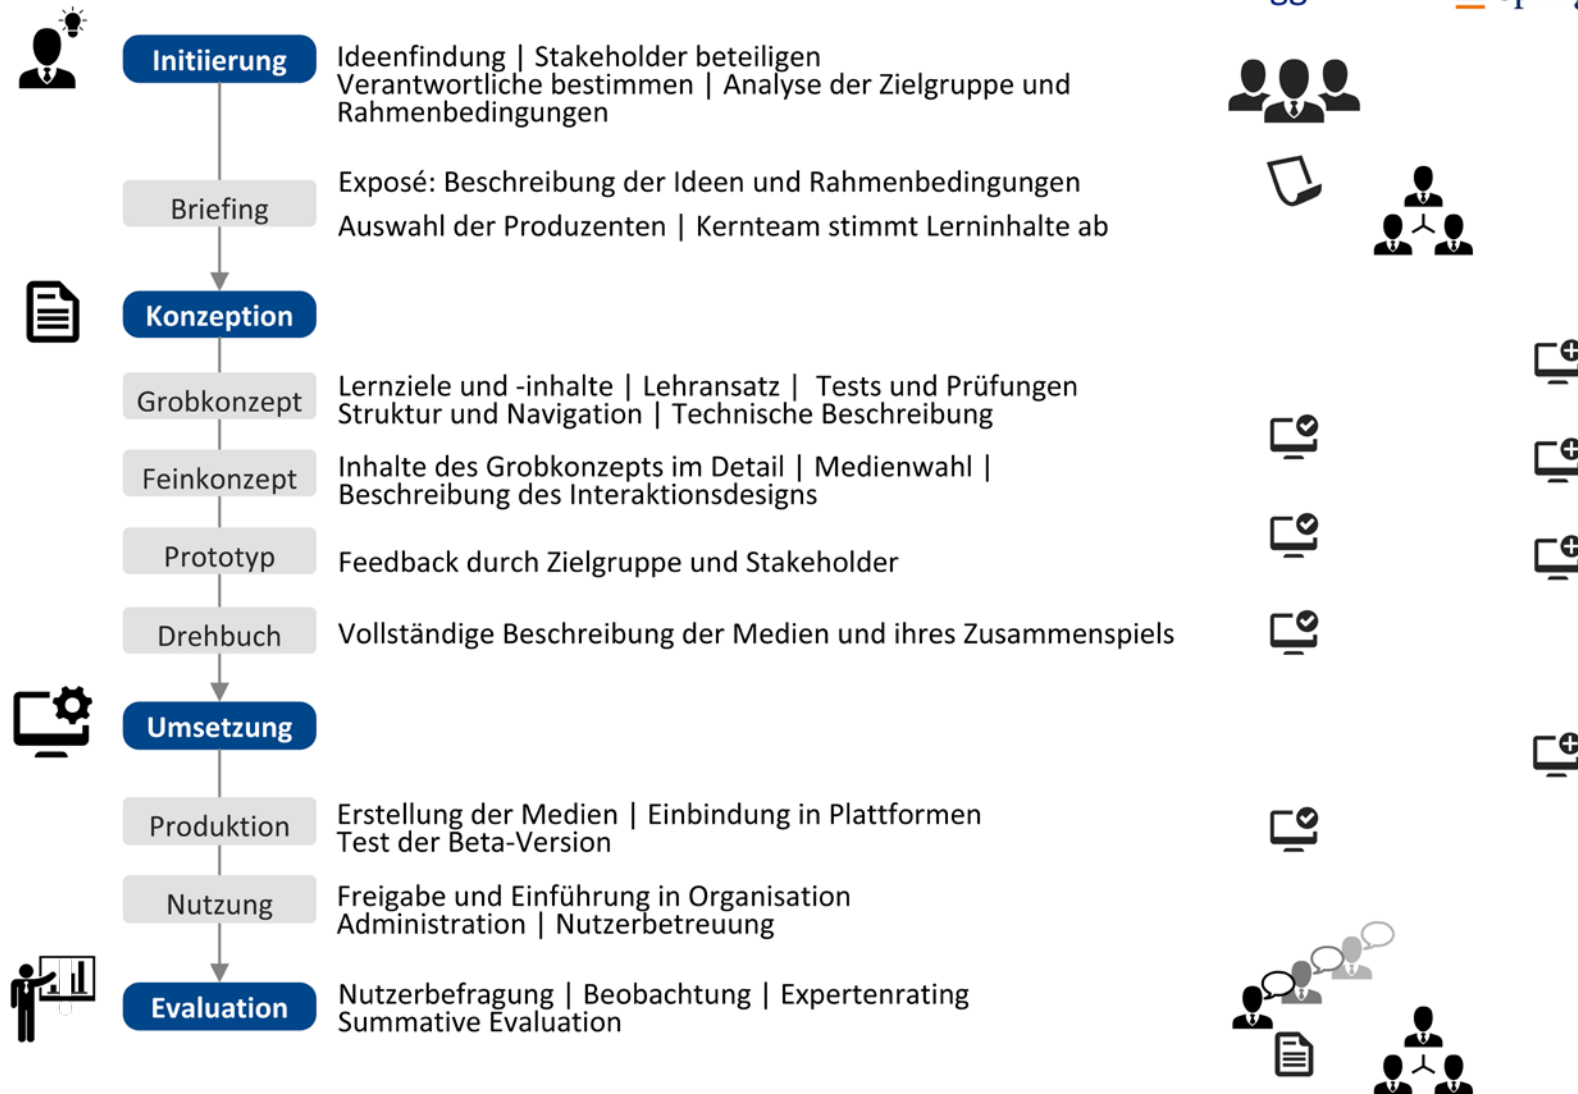 Initiierung
Ideenfindung | Stakeholder beteiligen
Verantwortliche bestimmen | Analyse der Zielgruppe und
Rahmenbedingungen
Briefing
Exposé: Beschreibung der Ideen und Rahmenbedingungen
Auswahl der Produzenten | Kernteam stimmt Lerninhalte ab
Konzeption
Grobkonzept
Lernziele und -inhalte | Lehransatz | Tests und Prüfungen
Struktur und Navigation | Technische Beschreibung
Feinkonzept
Inhalte des Grobkonzepts im Detail | Medienwahl |
Beschreibung des Interaktionsdesigns
Prototyp
Feedback durch Zielgruppe und Stakeholder
Drehbuch
Vollständige Beschreibung der Medien und ihres Zusammenspiels
Umsetzung
Produktion
Erstellung der Medien | Einbindung in Plattformen
Test der Beta-Version
Nutzung
Freigabe und Einführung in Organisation
Administration | Nutzerbetreuung
Evaluation
Nutzerbefragung | Beobachtung | Expertenrating
Summative Evaluation